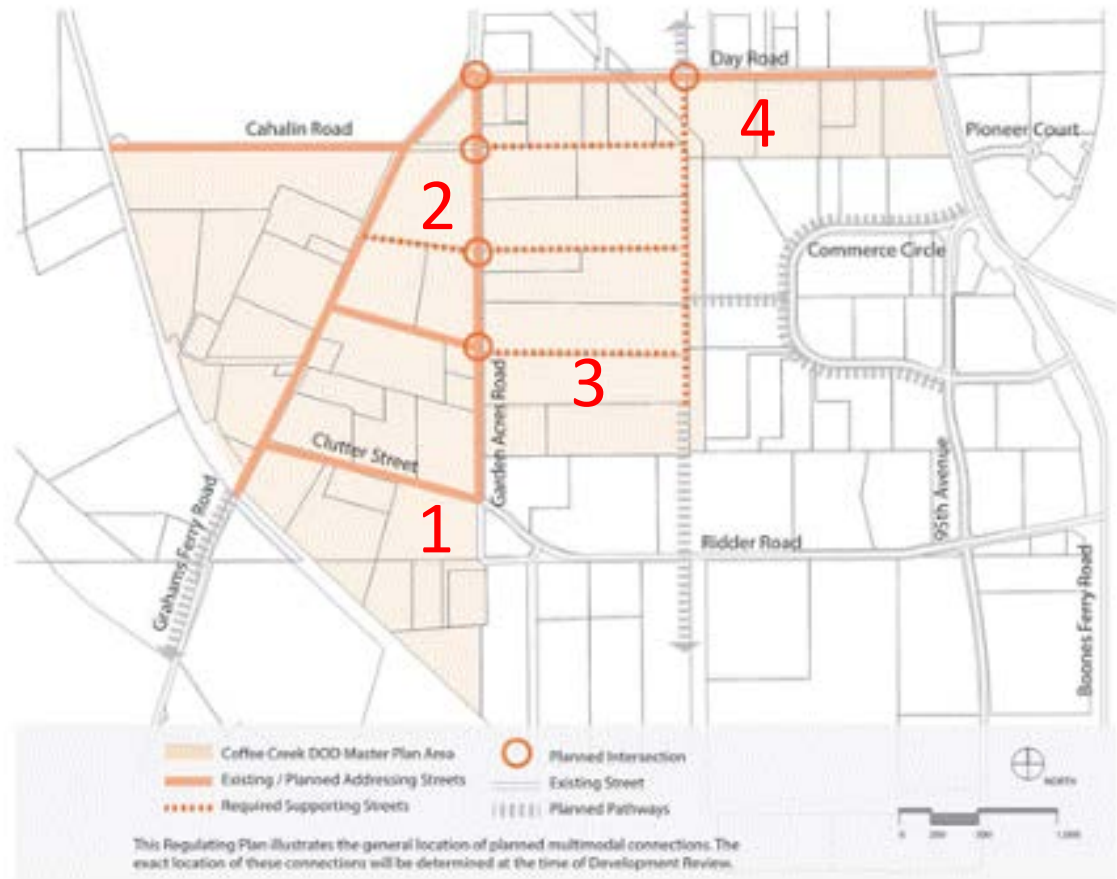 Day Road
4
Cahalin Road
Pioneer Court
2
Commerce Circle
3
Garden Acres Road
Clutter Street
1
Grahams Ferry Road
Ridder Road
95th Avenue
Boones Ferry Road
Coffee Creek DOD Master Plan Area
Existing / Planned Addressing Streets
Required Supporting Streets
Planned Intersection
Existing Street
Planned Pathways
NORTH
0
1,000
This Regulating Plan illustrates the general location of planned multimodal connections. The
exact location of these connections will be determined at the time of Development Review.